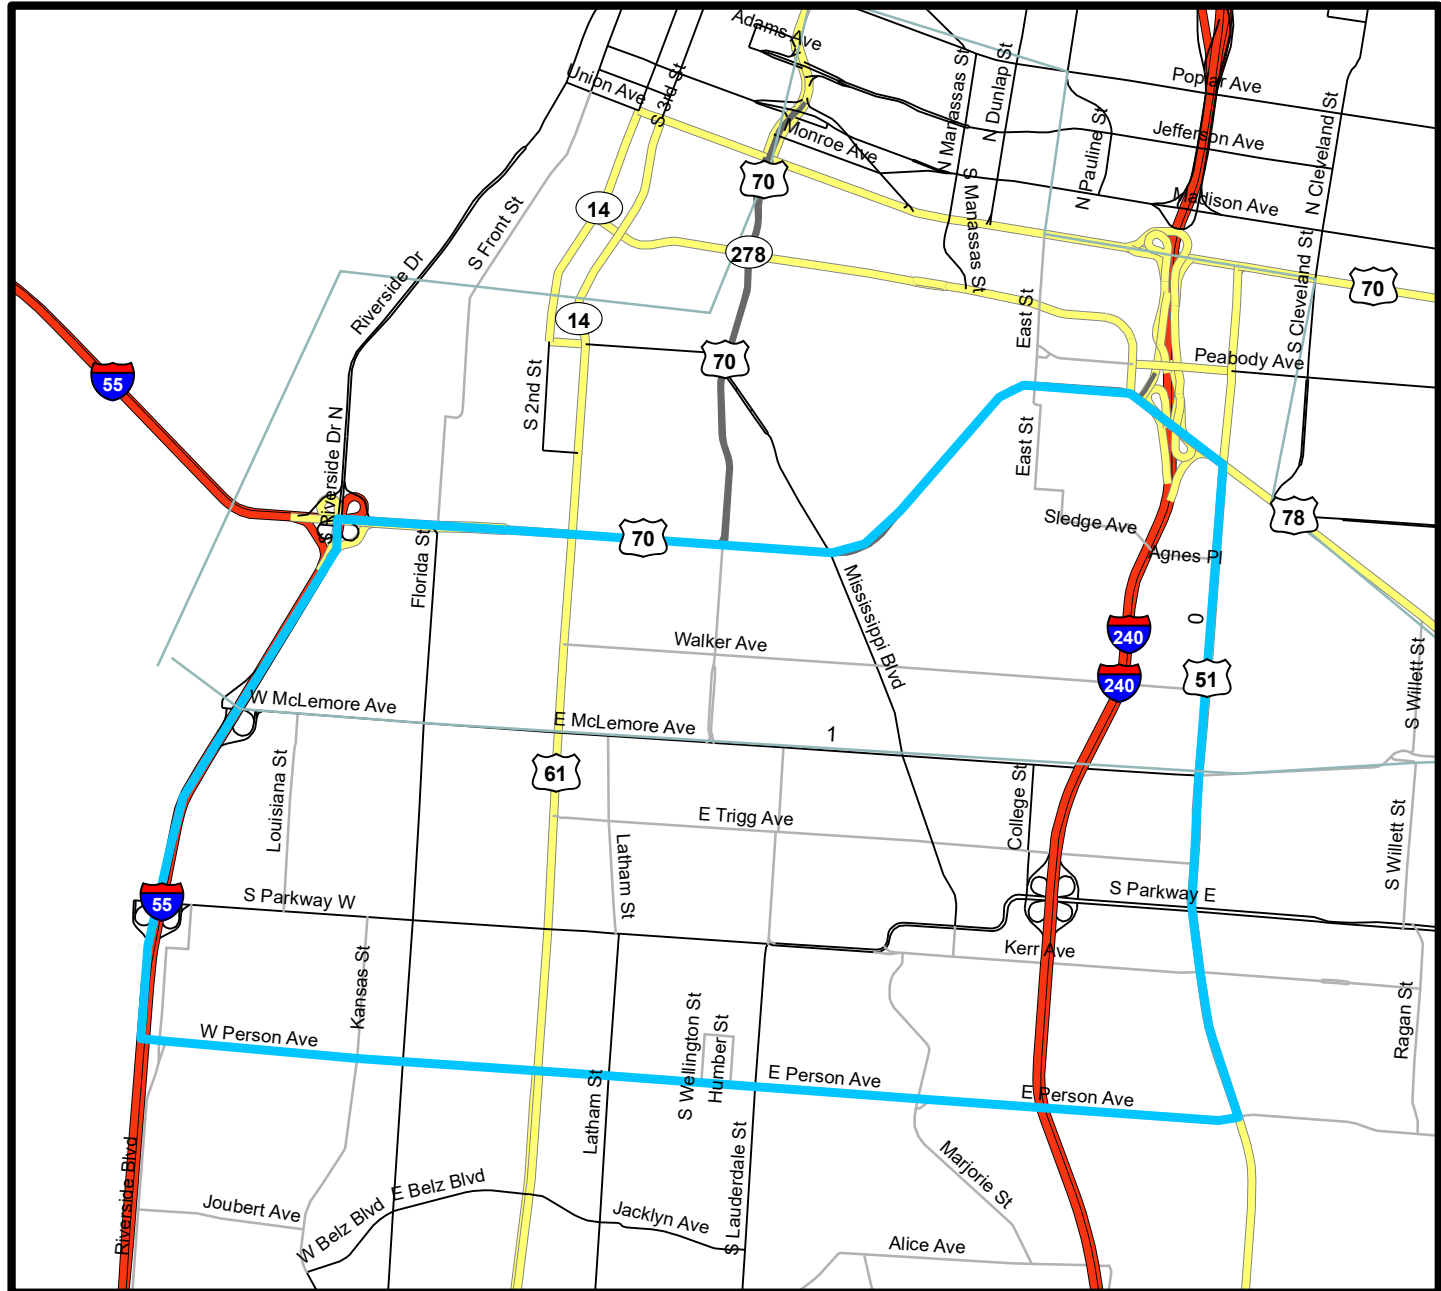 Adams Ave
Union Ave
S 3rd St
Poplar Ave
N Manassas St
N Dunlap St
N Cleveland St
Monroe Ave
Jefferson Ave
N Pauline St
70
Madison Ave
14
S Manassas St
S Front St
278
Riverside Dr
S Cleveland St
70
East St
14
70
Peabody Ave
55
S 2nd St
East St
S Riverside Dr N
78
Sledge Ave
70
Agnes Pl
Florida St
Mississippi Blvd
0
240
Walker Ave
51
240
S Willett St
W McLemore Ave
E McLemore Ave
1
61
Louisiana St
College St
E Trigg Ave
S Willett St
Latham St
S Parkway W
55
S Parkway E
Kerr Ave
Kansas St
Ragan St
W Person Ave
S Wellington St
Humber St
E Person Ave
E Person Ave
Latham St
Marjorie St
Riverside Blvd
S Lauderdale St
E Belz Blvd
Joubert Ave
W Belz Blvd
Jacklyn Ave
Alice Ave